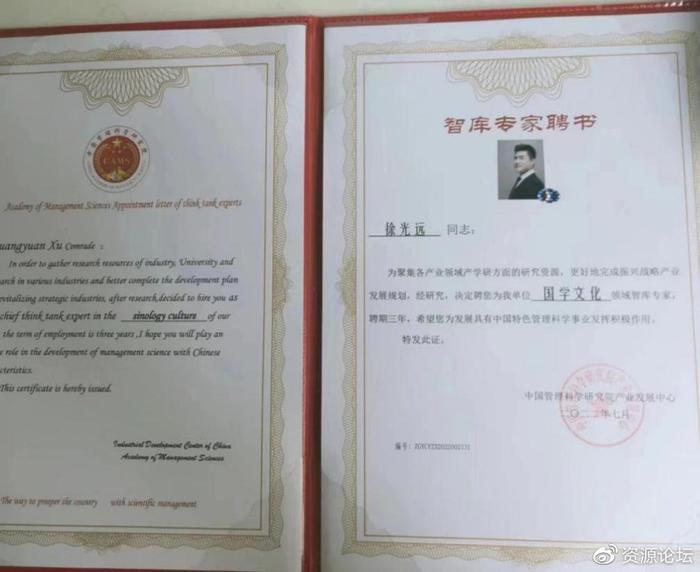 CAMS
Academy of Management Sciences Appointment letter of think tank experts
uangyuan Xu Comrade :
In order to gather research resources of industry, University and
arch in various industries and better complete the development plan
evitalizing strategic industries, after research,decided to hire you as
chief think tank expert in the sinology culture of our
the term of employment is three years ,I hope you will play an
e role in the development of management science with Chinese
cteristics.
This certificate is hereby issued.
Industrial Development Center of China
Academy of Management Sciences
The way to prosper the country with scientific management
智库专家聘书
徐光远 同志：
为聚集各产业领域产学研方面的研究资源，更好地完成振兴战略产业
发展规划，经研究，决定聘您为我单位 国学文化 领域智库专家，
聘期三年，希望您为发展具有中国特色管理科学事业发挥积极作用。
特发此证。
中国管理科学研究院产业发展中心
二〇二二年七月
编号：ZGYCYZX2022002131
@资源论坛